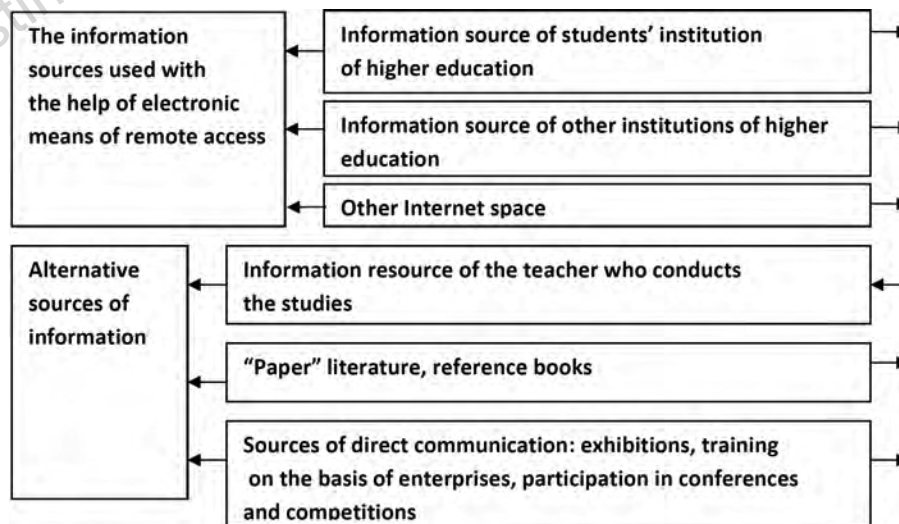 The information
sources used with
the help of electronic
means of remote access
Information source of students’ institution
of higher education
Information source of other institutions of higher
education
Other Internet space
Alternative
sources of
information
Information resource of the teacher who conducts
the studies
“Paper” literature, reference books
Sources of direct communication: exhibitions, training
on the basis of enterprises, participation in conferences
and competitions